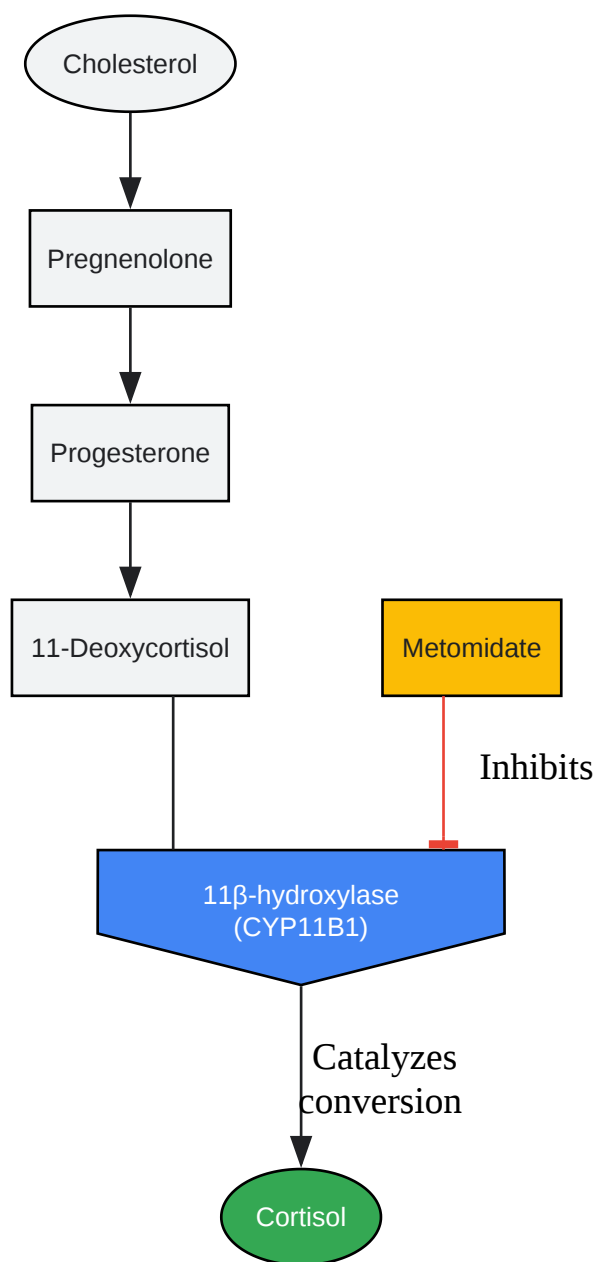 Cholesterol
Pregnenolone
Progesterone
11-Deoxycortisol
Metomidate
Inhibits
11β-hydroxylase
(CYP11B1)
Catalyzes
conversion
Cortisol